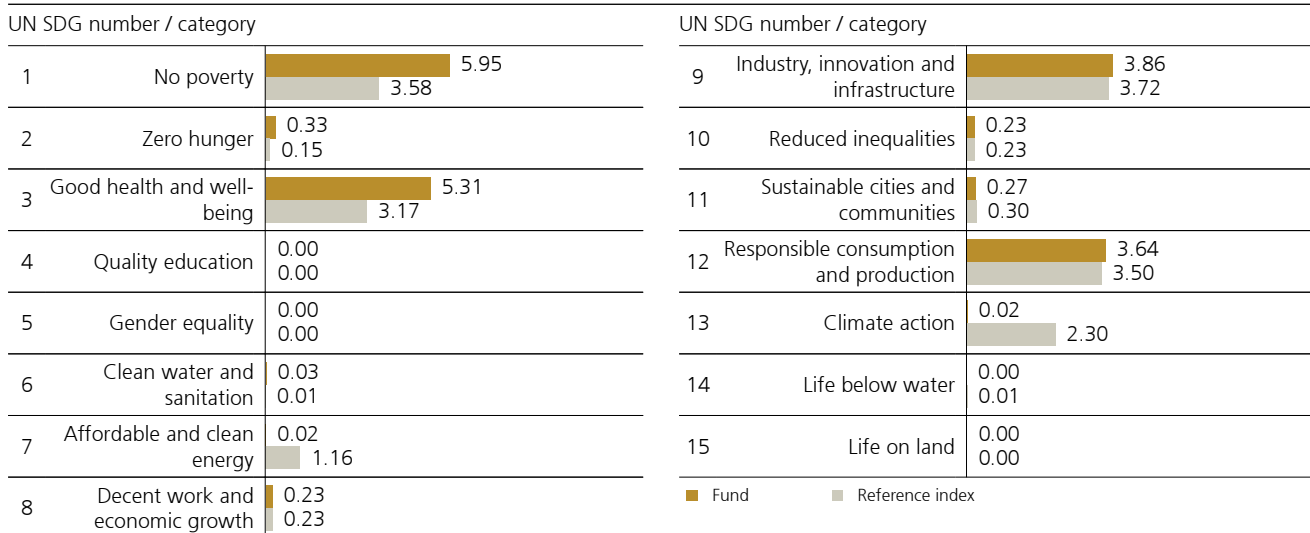 UN SDG number / category
1
No poverty
5.95
3.58
2
Zero hunger
0.33
0.15
3
Good health and well-
being
5.31
3.17
4
Quality education
0.00
0.00
5
Gender equality
0.00
0.00
6
Clean water and
sanitation
0.03
0.01
7
Affordable and clean
energy
0.02
1.16
8
Decent work and
economic growth
0.23
0.23
UN SDG number / category
9
Industry, innovation and
infrastructure
3.86
3.72
10
Reduced inequalities
0.23
0.23
11
Sustainable cities and
communities
0.27
0.30
12
Responsible consumption
and production
3.64
3.50
13
Climate action
0.02
2.30
14
Life below water
0.00
0.01
15
Life on land
0.00
0.00
Fund
Reference index